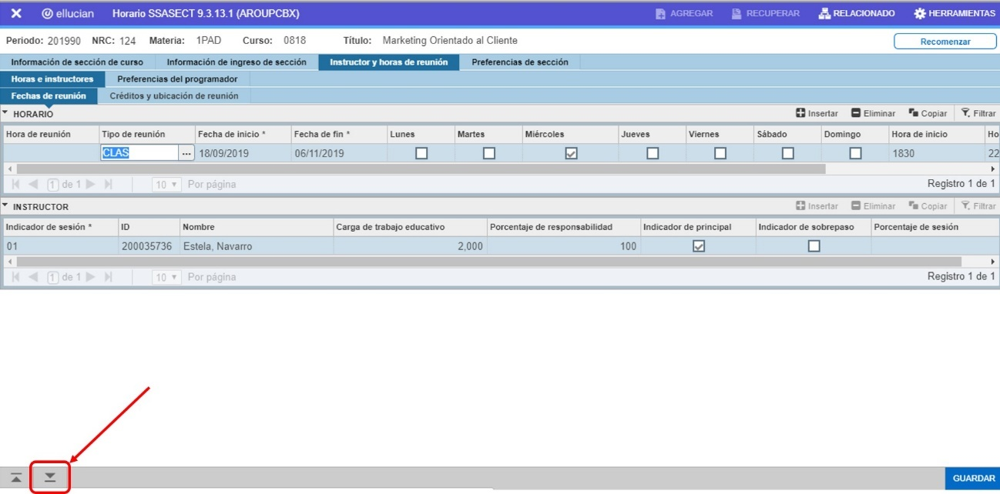 ellucian Horario SSASECT 9.3.13.1 (AROUPCBX) AGREGAR RECUPERAR RELACIONADO HERRAMIENTAS
Periodo: 201990 NRC: 124 Materia: 1PAD Curso: 0818 Título: Marketing Orientado al Cliente Recomenzar
Información de sección de curso Información de ingreso de sección Instructor y horas de reunión Preferencias de sección
Horas e instructores Preferencias del programador
Fechas de reunión Créditos y ubicación de reunión
HORARIO Insertar Eliminar Copiar Filtrar
Hora de reunión Tipo de reunión Fecha de inicio * Fecha de fin * Lunes Martes Miércoles Jueves Viernes Sábado Domingo Hora de inicio Ho
CLAS ... 18/09/2019 06/11/2019 1830 22
1 de 1 10 Por página Registro 1 de 1
INSTRUCTOR Insertar Eliminar Copiar Filtrar
Indicador de sesión * ID Nombre Carga de trabajo educativo Porcentaje de responsabilidad Indicador de principal Indicador de sobrepaso Porcentaje de sesión
01 200035736 Estela, Navarro 2,000 100
1 de 1 10 Por página Registro 1 de 1
GUARDAR